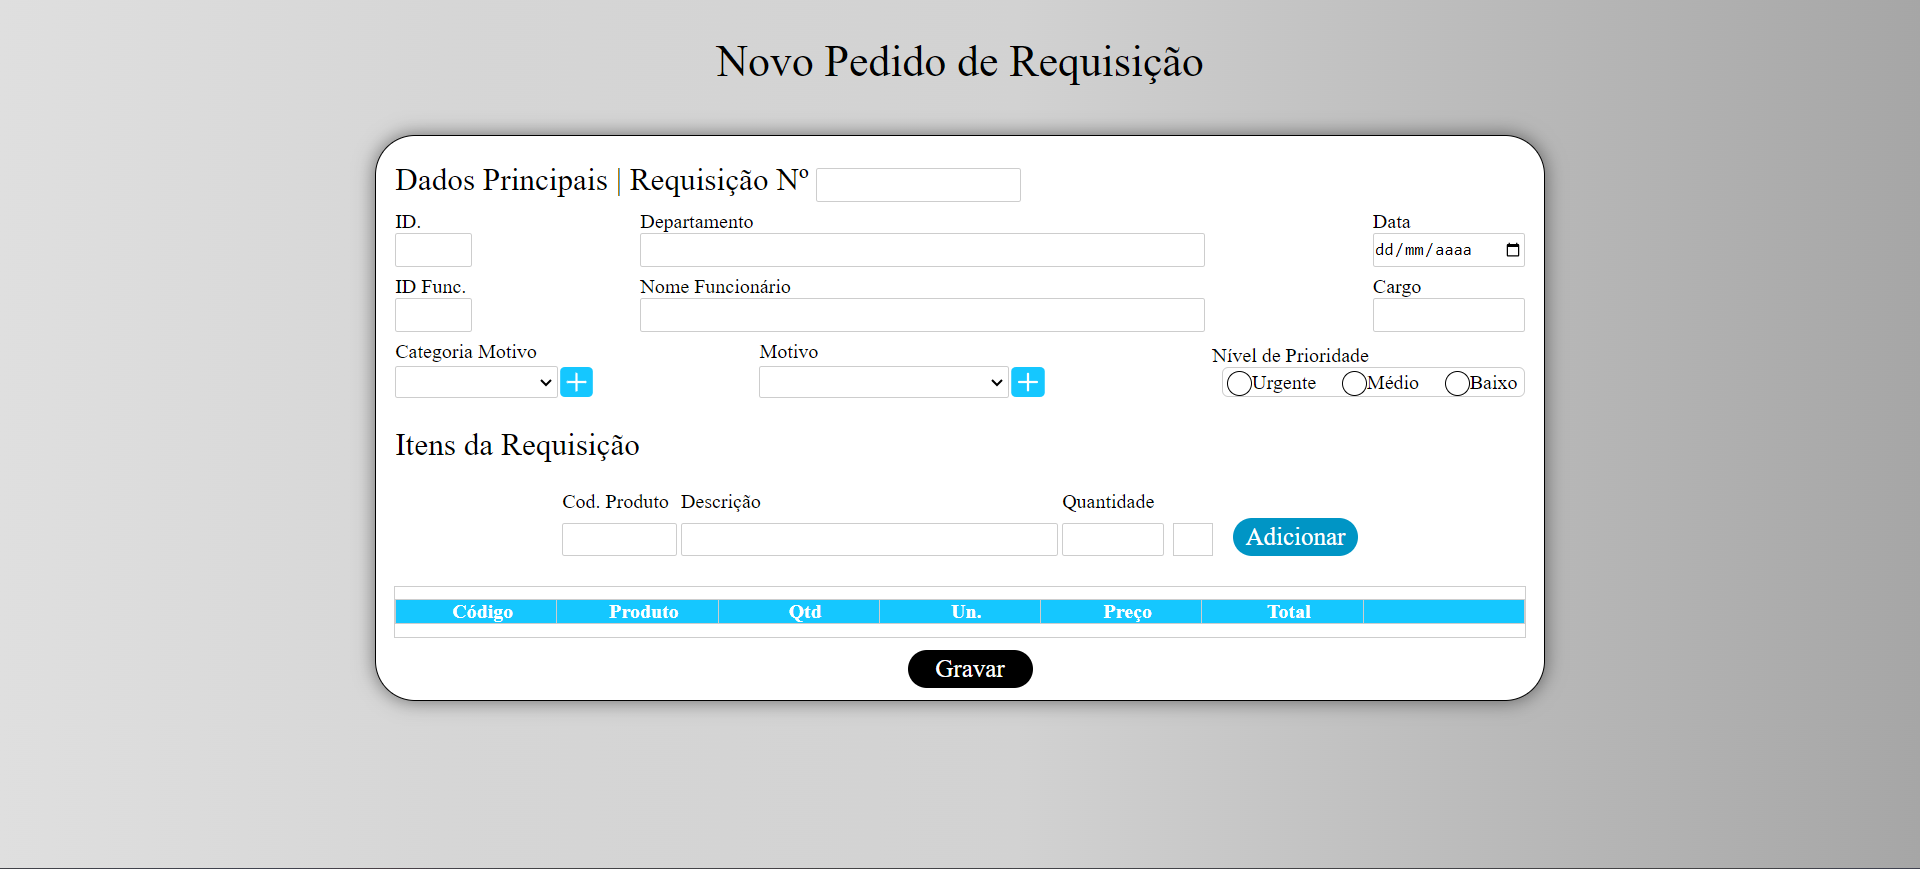 Novo Pedido de Requisição
Dados Principais | Requisição Nº
ID. Departamento Data
dd/mm/aaaa
ID Func. Nome Funcionário Cargo
Categoria Motivo Motivo Nível de Prioridade
Urgente Médio Baixo
Itens da Requisição
Cod. Produto Descrição Quantidade
Adicionar
Código Produto Qtd Un. Preço Total
Gravar